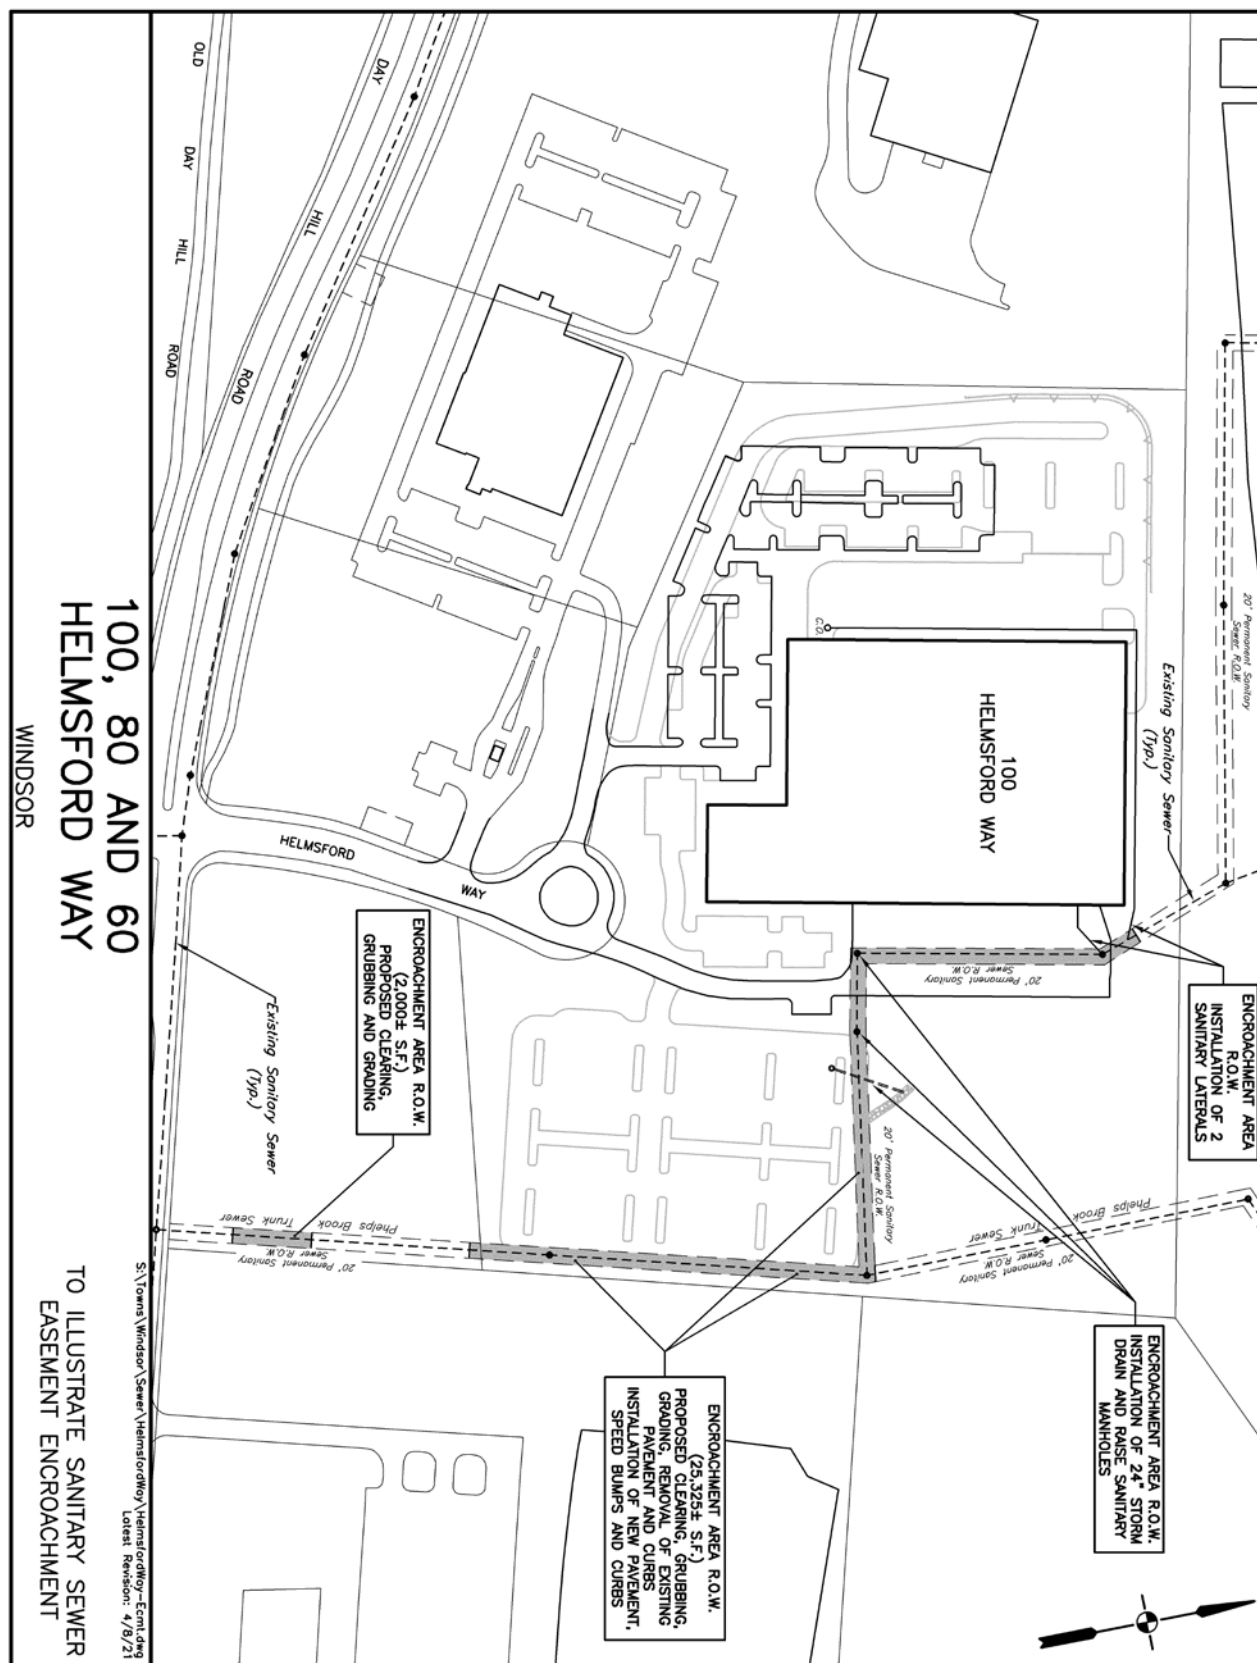 OLD DAY HILL ROAD
DAY HILL ROAD
20' Permanent Sanitary
Sewer R.O.W.
Existing Sanitary Sewer
(Typ.)
C.O.
100
HELMSFORD WAY
HELMSFORD WAY
20' Permanent Sanitary
Sewer R.O.W.
ENCROACHMENT AREA
R.O.W.
INSTALLATION OF 2
SANITARY LATERALS
ENCROACHMENT AREA R.O.W.
(2,000± S.F.)
PROPOSED CLEARING,
GRUBBING AND GRADING
Existing Sanitary Sewer
(Typ.)
20' Permanent Sanitary
Sewer R.O.W.
Phelps Brook
Trunk Sewer
20' Permanent Sanitary
Sewer R.O.W.
Phelps Brook
Trunk Sewer
20' Permanent Sanitary
Sewer R.O.W.
ENCROACHMENT AREA R.O.W.
INSTALLATION OF 24" STORM
DRAIN AND RAISE SANITARY
MANHOLES
ENCROACHMENT AREA R.O.W.
(25,325± S.F.)
PROPOSED CLEARING, GRUBBING,
GRADING, REMOVAL OF EXISTING
PAVEMENT AND CURBS
INSTALLATION OF NEW PAVEMENT,
SPEED BUMPS AND CURBS
S:\Towns\Windsor\Sewer\HelmsfordWay\HelmsfordWay-Ecmt.dwg
Latest Revision: 4/8/21
100, 80 AND 60
HELMSFORD WAY
WINDSOR
TO ILLUSTRATE SANITARY SEWER
EASEMENT ENCROACHMENT